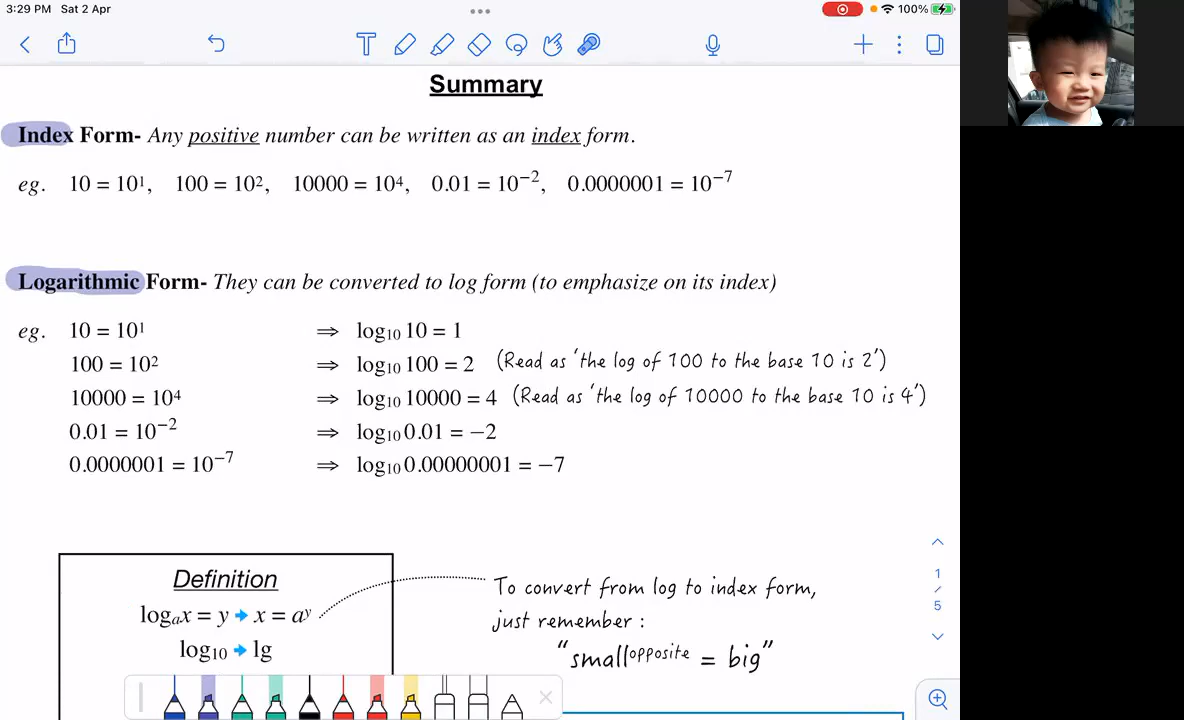 3:29 PM Sat 2 Apr 100%
Summary
Index Form- Any positive number can be written as an index form.
eg. 10 = 10¹, 100 = 10², 10000 = 10⁴, 0.01 = 10⁻², 0.0000001 = 10⁻⁷
Logarithmic Form- They can be converted to log form (to emphasize on its index)
eg. 10 = 10¹ ⇒ log₁₀ 10 = 1
100 = 10² ⇒ log₁₀ 100 = 2 (Read as 'the log of 100 to the base 10 is 2')
10000 = 10⁴ ⇒ log₁₀ 10000 = 4 (Read as 'the log of 10000 to the base 10 is 4')
0.01 = 10⁻² ⇒ log₁₀ 0.01 = −2
0.0000001 = 10⁻⁷ ⇒ log₁₀ 0.00000001 = −7
Definition
logₐx = y → x = aʸ
log₁₀ → lg
To convert from log to index form,
just remember :
"small^opposite = big"
1
/
5